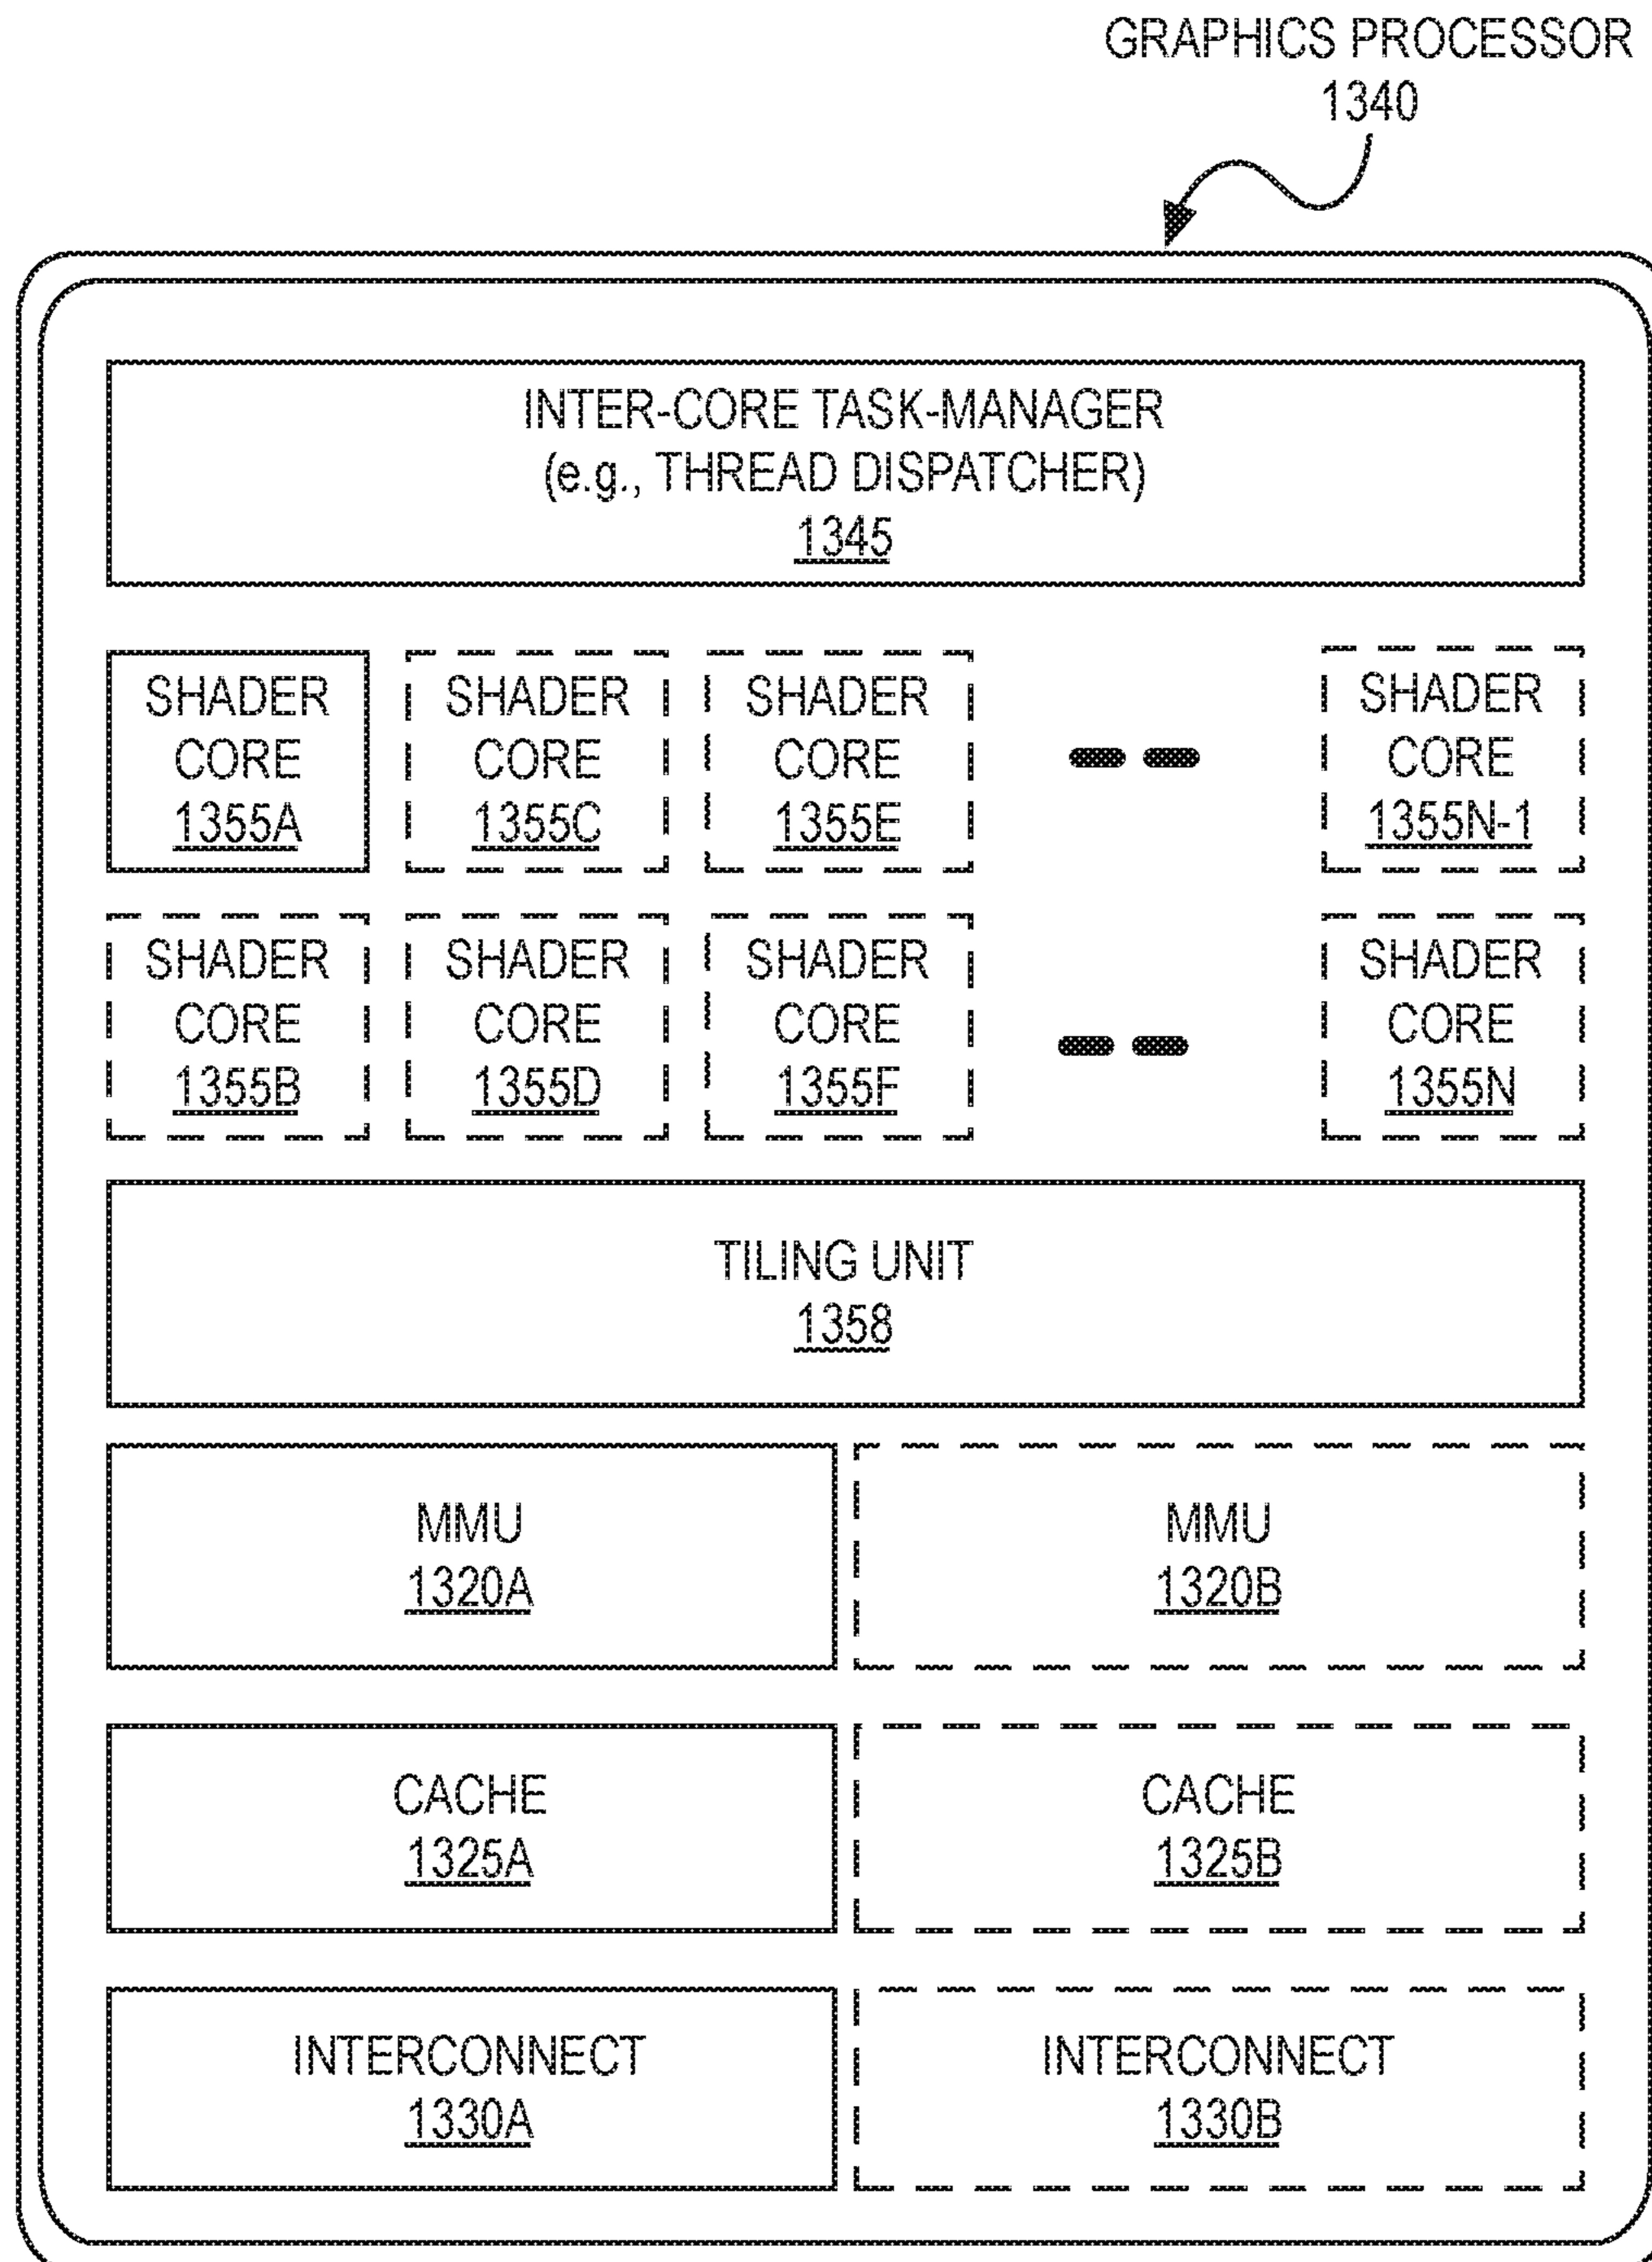 GRAPHICS PROCESSOR
1340
INTER-CORE TASK-MANAGER
(e.g., THREAD DISPATCHER)
1345
SHADER
CORE
1355A
SHADER
CORE
1355C
SHADER
CORE
1355E
SHADER
CORE
1355N-1
SHADER
CORE
1355B
SHADER
CORE
1355D
SHADER
CORE
1355F
SHADER
CORE
1355N
TILING UNIT
1358
MMU
1320A
MMU
1320B
CACHE
1325A
CACHE
1325B
INTERCONNECT
1330A
INTERCONNECT
1330B